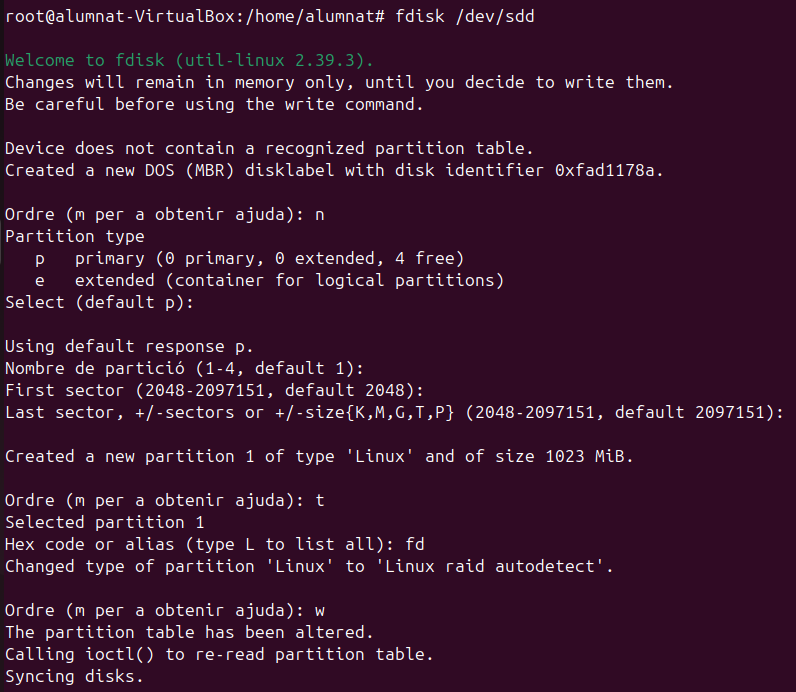 root@alumnat-VirtualBox:/home/alumnat# fdisk /dev/sdd
Welcome to fdisk (util-linux 2.39.3).
Changes will remain in memory only, until you decide to write them.
Be careful before using the write command.
Device does not contain a recognized partition table.
Created a new DOS (MBR) disklabel with disk identifier 0xfad1178a.
Ordre (m per a obtenir ajuda): n
Partition type
   p   primary (0 primary, 0 extended, 4 free)
   e   extended (container for logical partitions)
Select (default p):
Using default response p.
Nombre de partició (1-4, default 1):
First sector (2048-2097151, default 2048):
Last sector, +/-sectors or +/-size{K,M,G,T,P} (2048-2097151, default 2097151):
Created a new partition 1 of type 'Linux' and of size 1023 MiB.
Ordre (m per a obtenir ajuda): t
Selected partition 1
Hex code or alias (type L to list all): fd
Changed type of partition 'Linux' to 'Linux raid autodetect'.
Ordre (m per a obtenir ajuda): w
The partition table has been altered.
Calling ioctl() to re-read partition table.
Syncing disks.